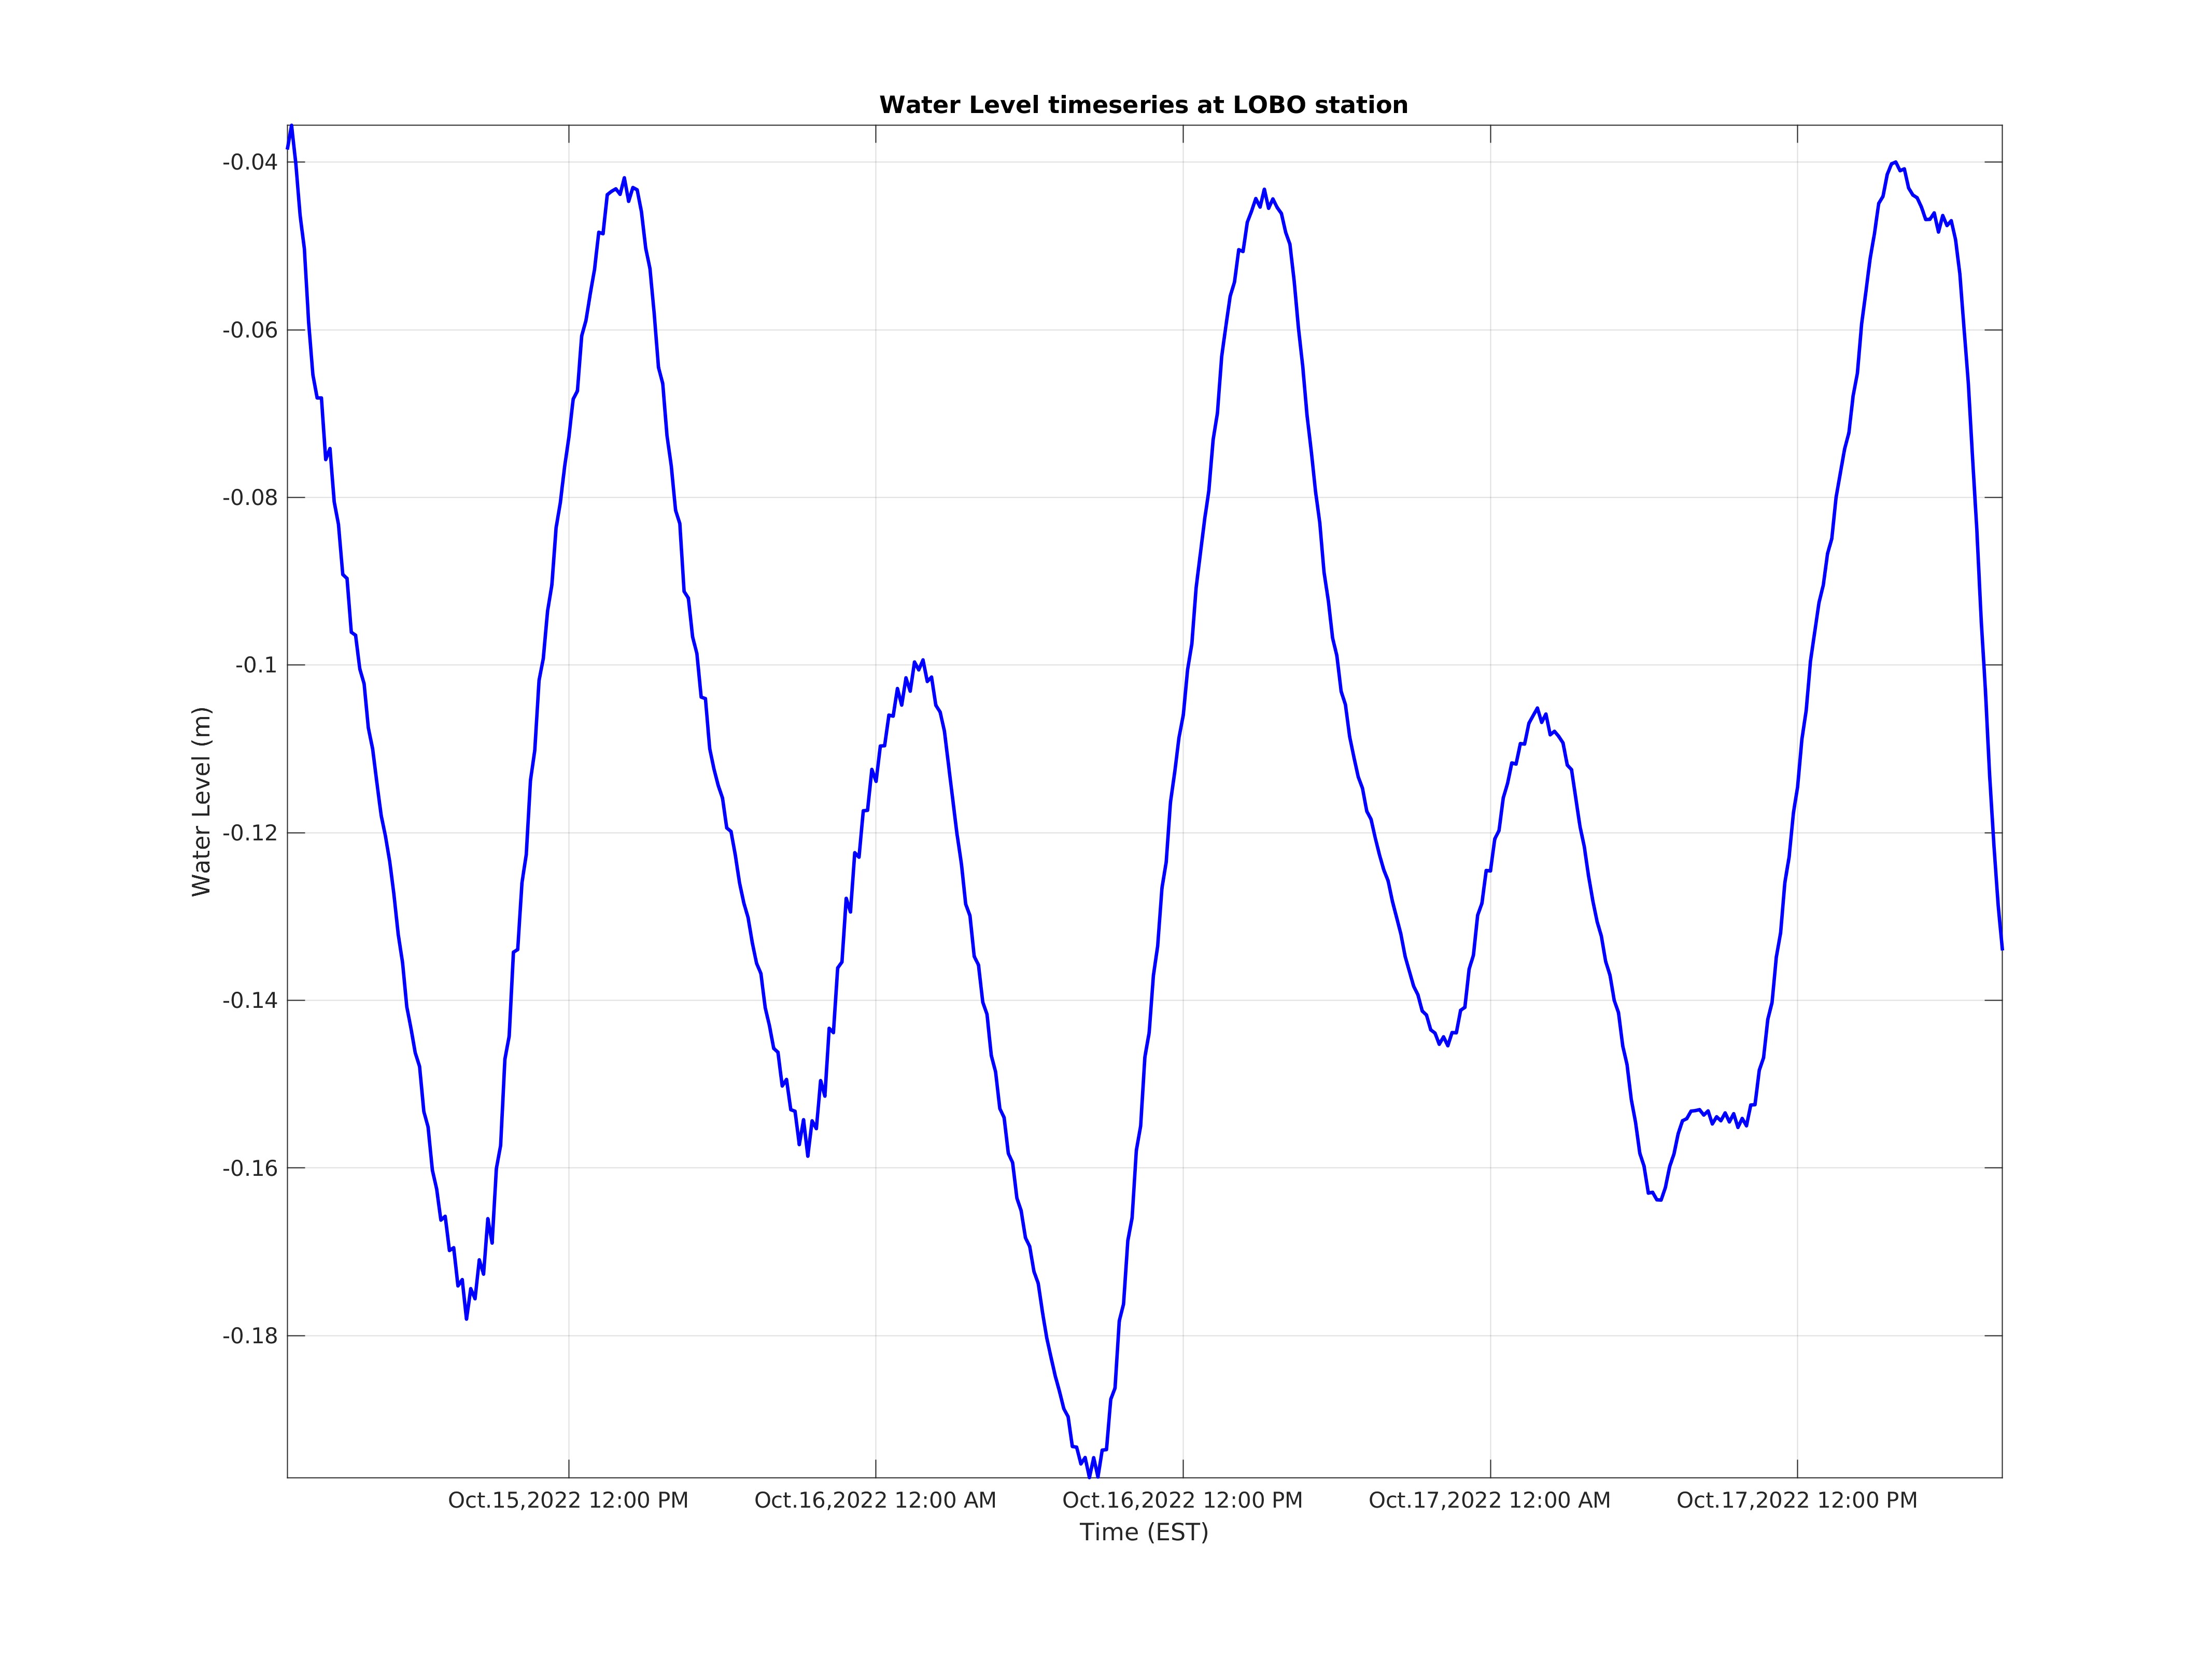 Water Level timeseries at LOBO station
-0.04
-0.06
-0.08
-0.1
-0.12
-0.14
-0.16
-0.18
Water Level (m)
Oct.15,2022 12:00 PM
Oct.16,2022 12:00 AM
Oct.16,2022 12:00 PM
Oct.17,2022 12:00 AM
Oct.17,2022 12:00 PM
Time (EST)